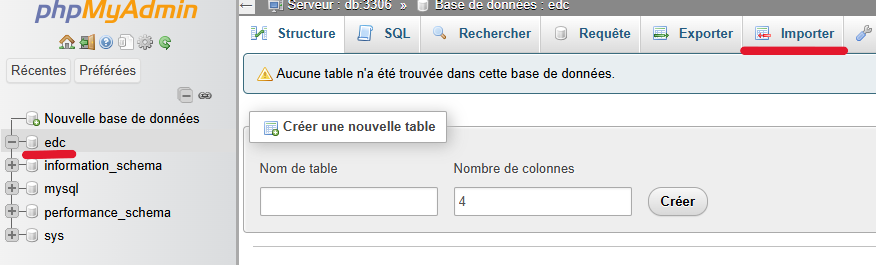 phpMyAdmin
Récentes Préférées
Nouvelle base de données
edc
information_schema
mysql
performance_schema
sys
Serveur : db:3306 » Base de données : edc
Structure SQL Rechercher Requête Exporter Importer
Aucune table n'a été trouvée dans cette base de données.
Créer une nouvelle table
Nom de table Nombre de colonnes
4 Créer